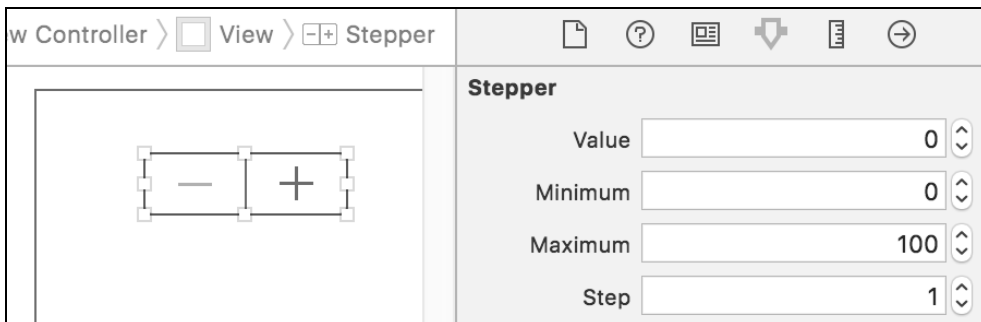 w Controller 〉 View 〉 Stepper
Stepper
Value 0
Minimum 0
Maximum 100
Step 1